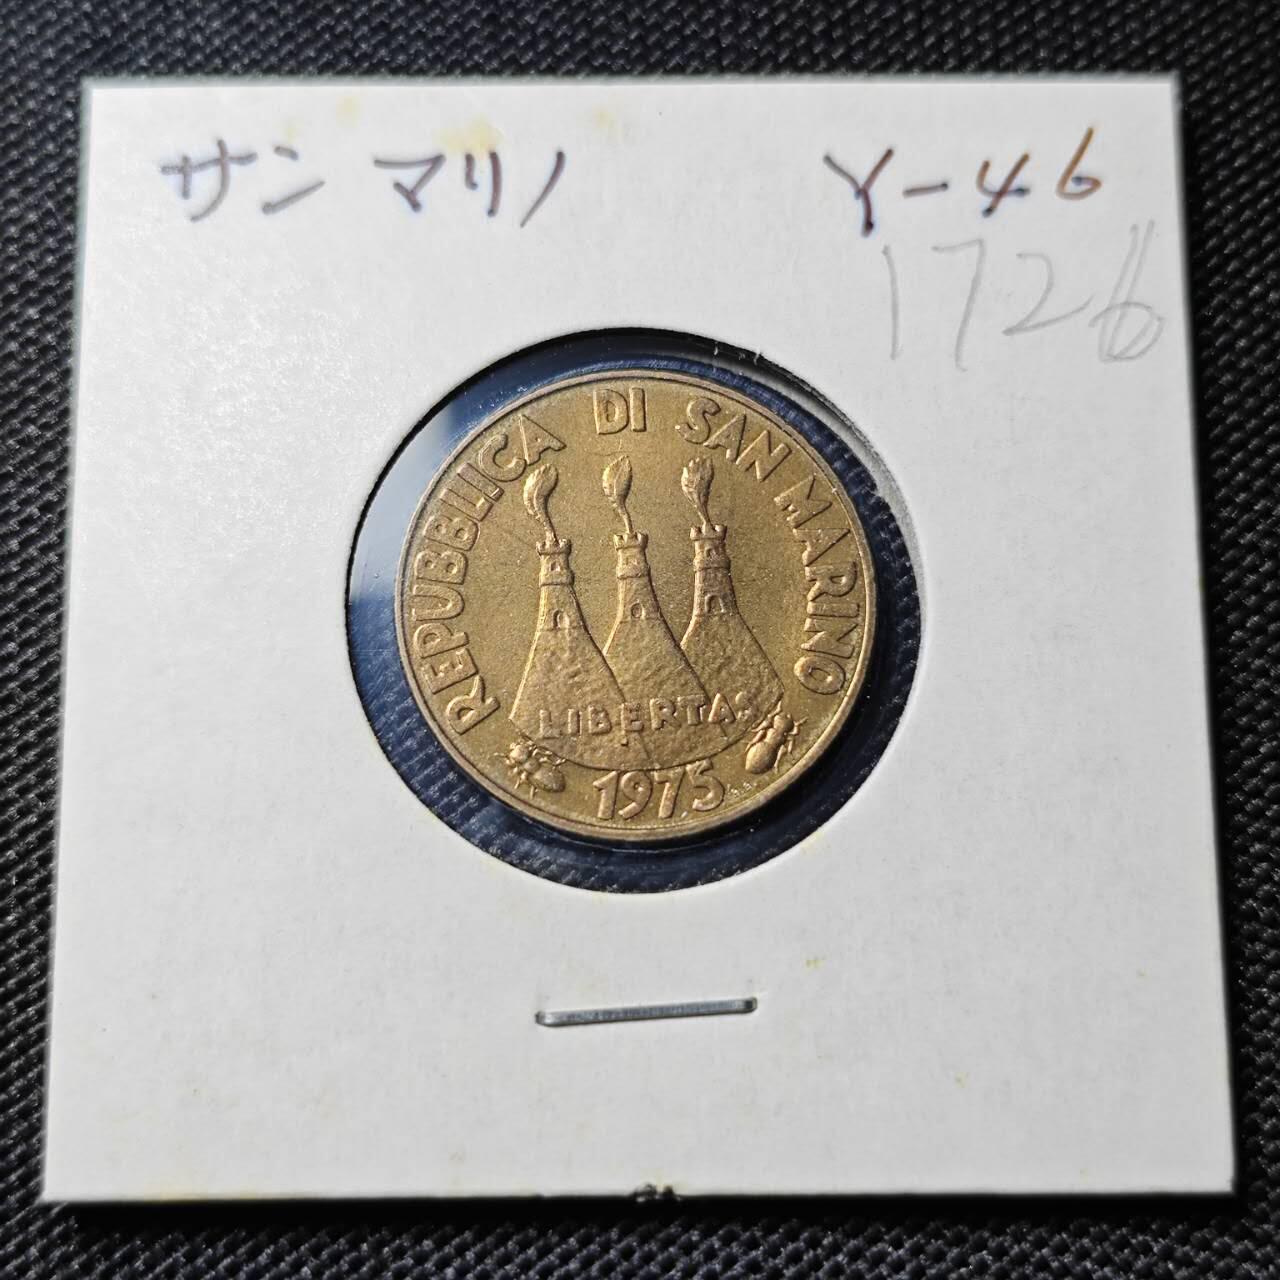 サンマリノ Y-46
1726
REPUBBLICA DI SAN MARINO
LIBERTAS
1975